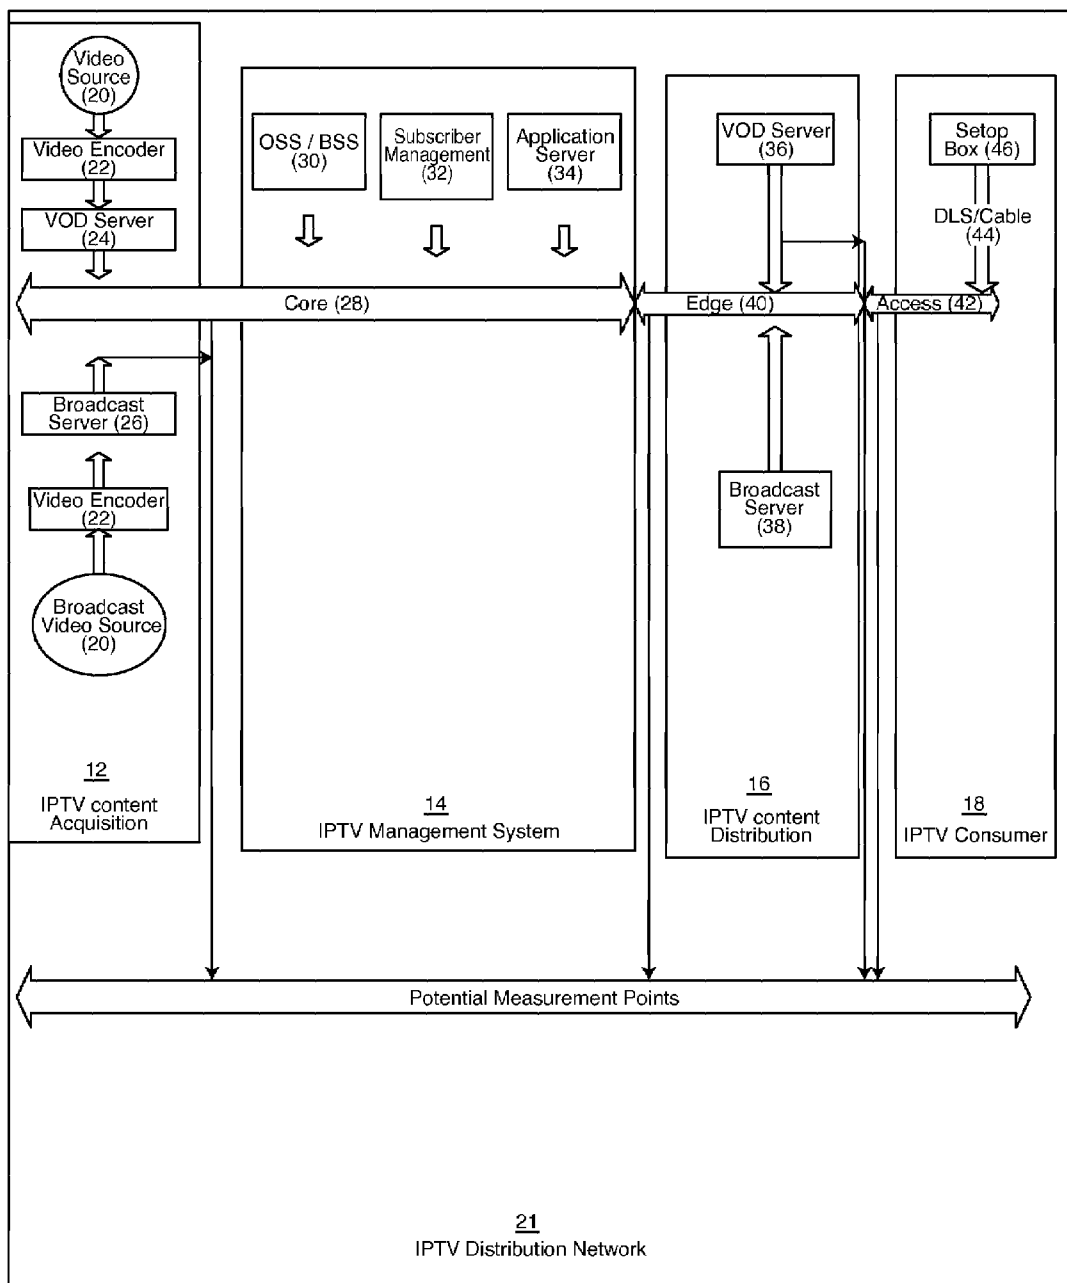 Video
Source
(20)
Video Encoder
(22)
VOD Server
(24)
OSS / BSS
(30)
Subscriber
Management
(32)
Application
Server
(34)
VOD Server
(36)
Setop
Box (46)
DLS/Cable
(44)
Core (28)
Edge (40)
Access (42)
Broadcast
Server (26)
Video Encoder
(22)
Broadcast
Video Source
(20)
Broadcast
Server
(38)
12
IPTV content
Acquisition
14
IPTV Management System
16
IPTV content
Distribution
18
IPTV Consumer
Potential Measurement Points
21
IPTV Distribution Network